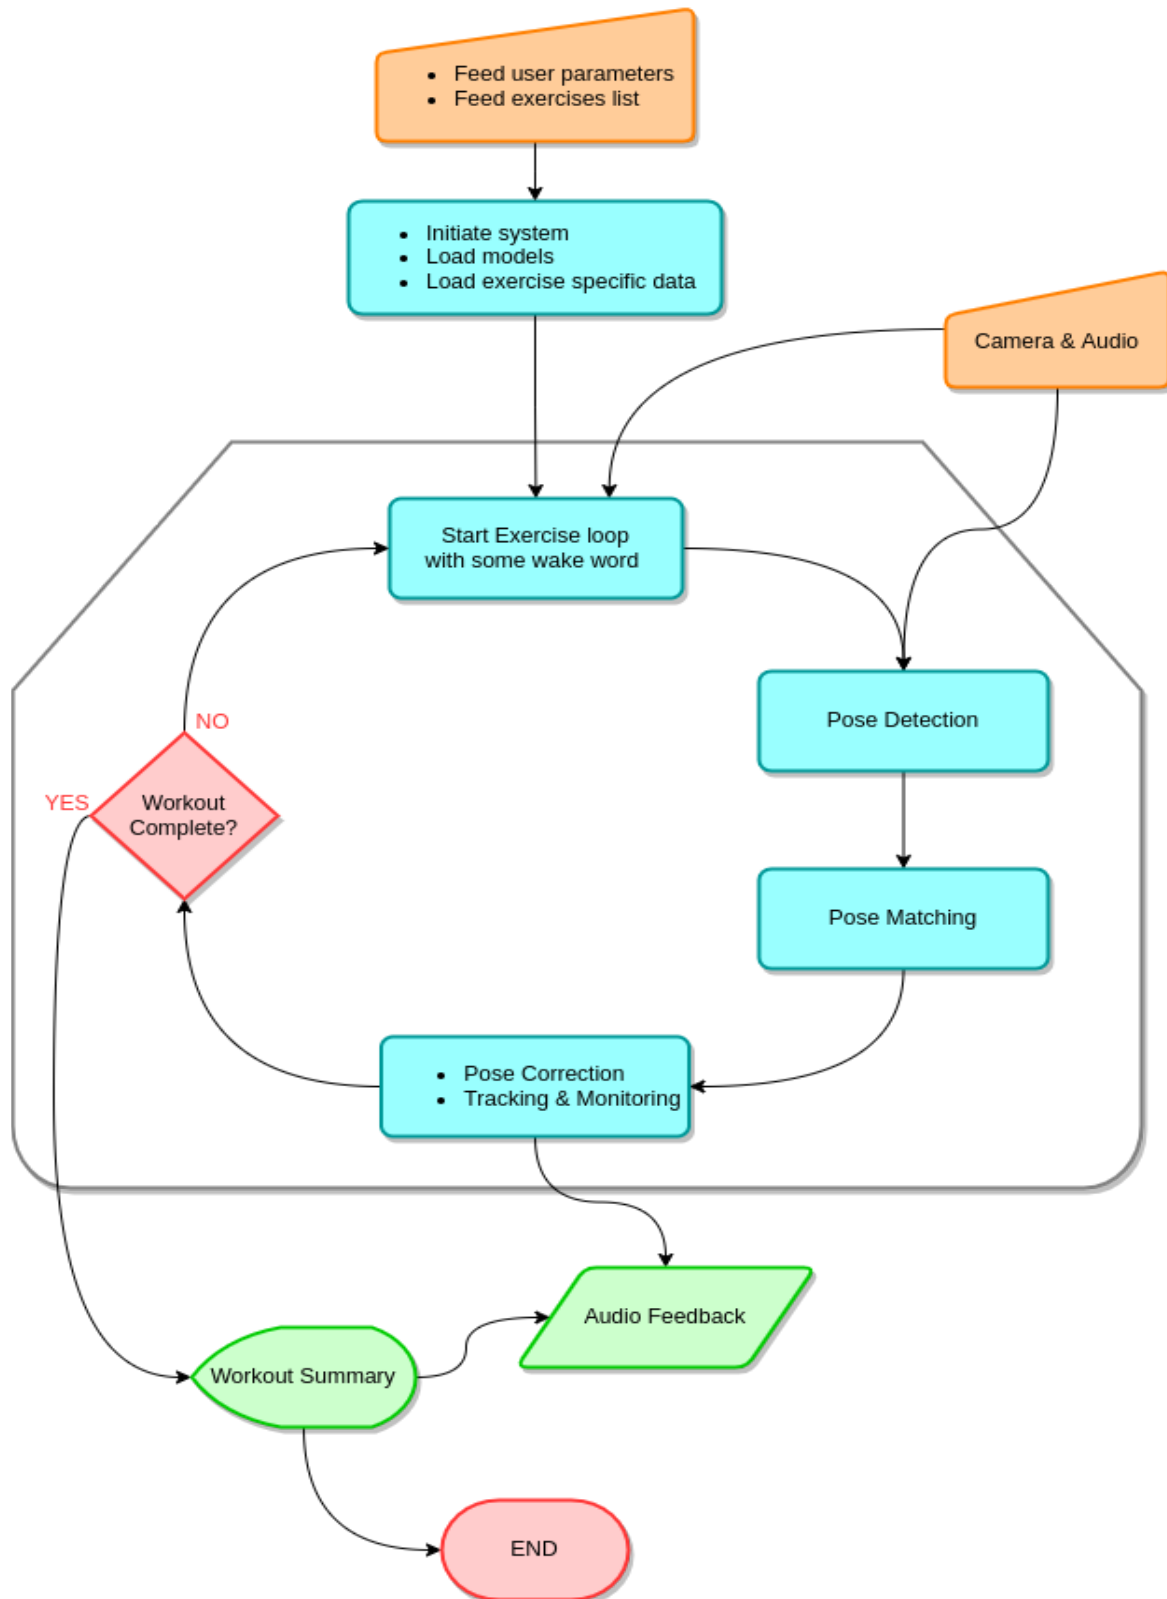 • Feed user parameters
• Feed exercises list
• Initiate system
• Load models
• Load exercise specific data
Camera & Audio
Start Exercise loop
with some wake word
Pose Detection
NO
YES
Workout
Complete?
Pose Matching
• Pose Correction
• Tracking & Monitoring
Audio Feedback
Workout Summary
END